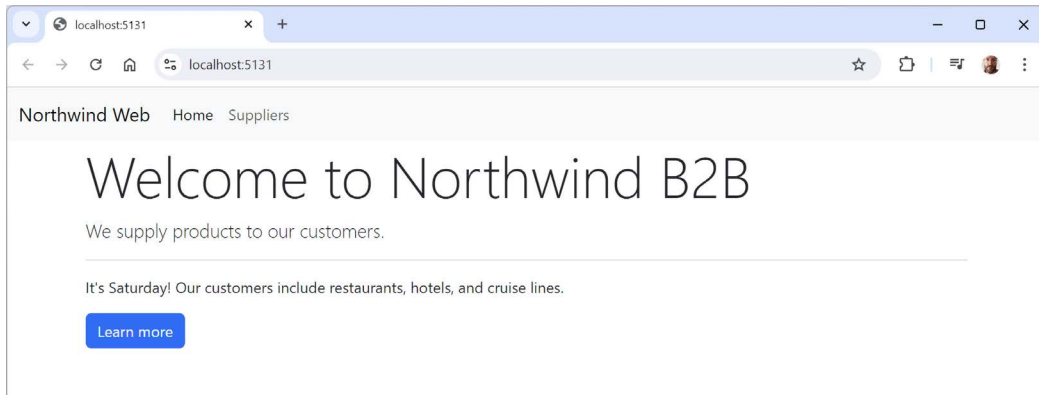 localhost:5131
localhost:5131
Northwind Web Home Suppliers
Welcome to Northwind B2B
We supply products to our customers.
It's Saturday! Our customers include restaurants, hotels, and cruise lines.
Learn more